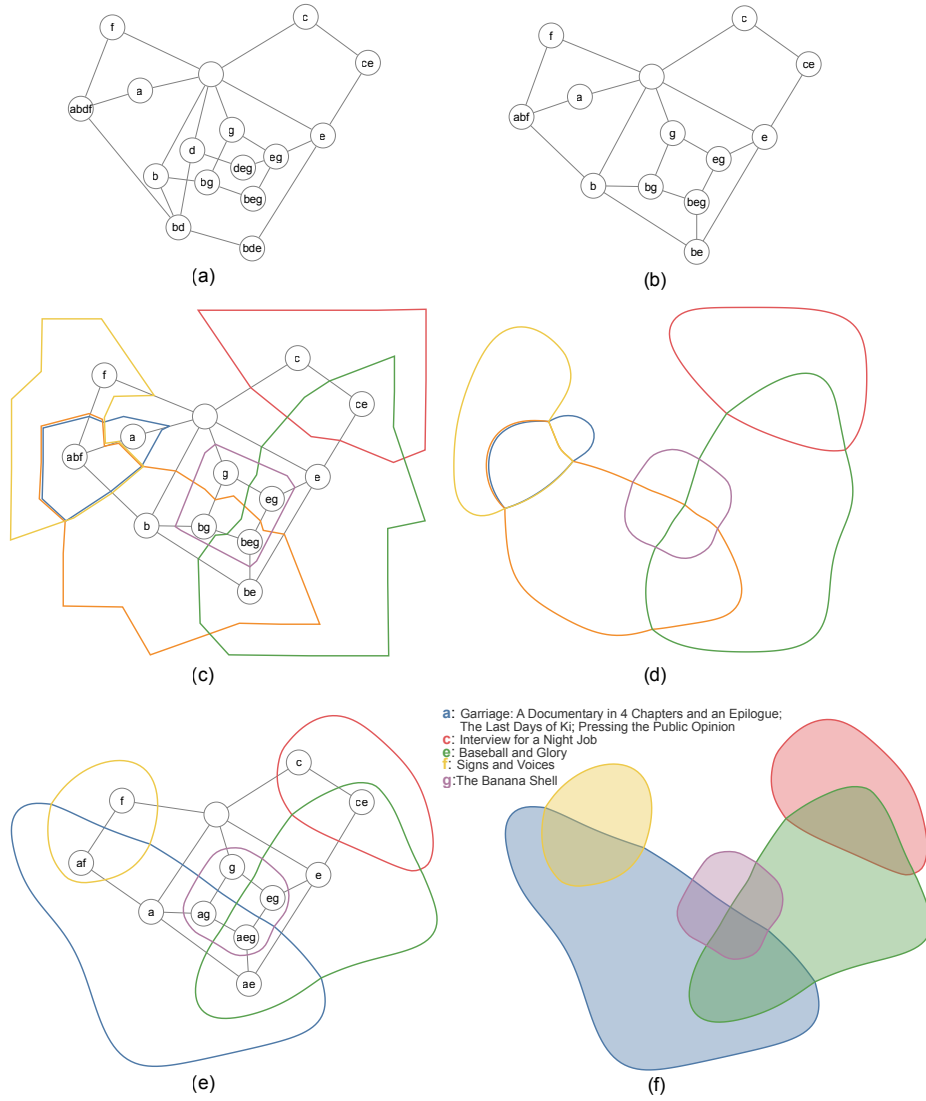 f
c
ce
a
abdf
g
e
d
eg
deg
b
bg
beg
bd
bde
(a)
c
f
ce
a
abf
g
e
eg
b
bg
beg
be
(b)
f
c
ce
a
abf
g
e
eg
b
bg
beg
be
(c)
(d)
c
f
ce
af
g
e
eg
a
ag
aeg
ae
(e)
a: Garriage: A Documentary in 4 Chapters and an Epilogue;
The Last Days of Ki; Pressing the Public Opinion
c: Interview for a Night Job
e: Baseball and Glory
f: Signs and Voices
g:The Banana Shell
(f)